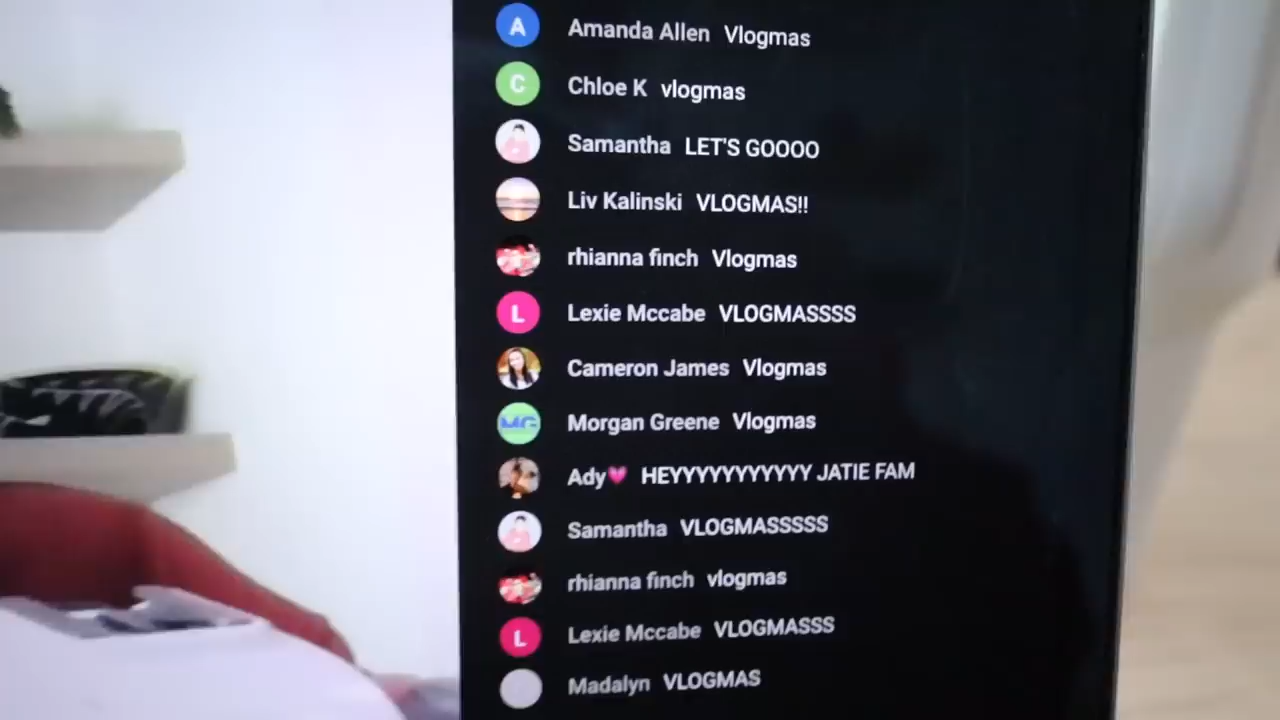 A Amanda Allen Vlogmas
C Chloe K vlogmas
Samantha LET'S GOOOO
Liv Kalinski VLOGMAS!!
rhianna finch Vlogmas
L Lexie Mccabe VLOGMASSSS
Cameron James Vlogmas
MG Morgan Greene Vlogmas
Ady💗 HEYYYYYYYYYYY JATIE FAM
Samantha VLOGMASSSSS
rhianna finch vlogmas
L Lexie Mccabe VLOGMASSS
Madalyn VLOGMAS